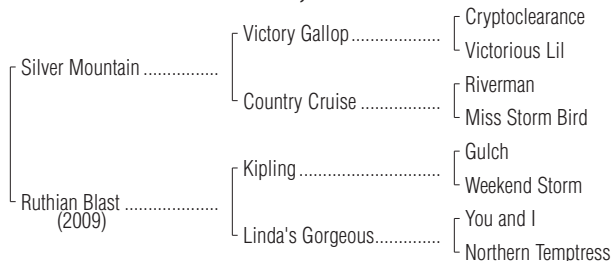 Cryptoclearance
Victory Gallop
Victorious Lil
Silver Mountain
Riverman
Country Cruise
Miss Storm Bird
Gulch
Kipling
Weekend Storm
Ruthian Blast
(2009)
You and I
Linda's Gorgeous
Northern Temptress